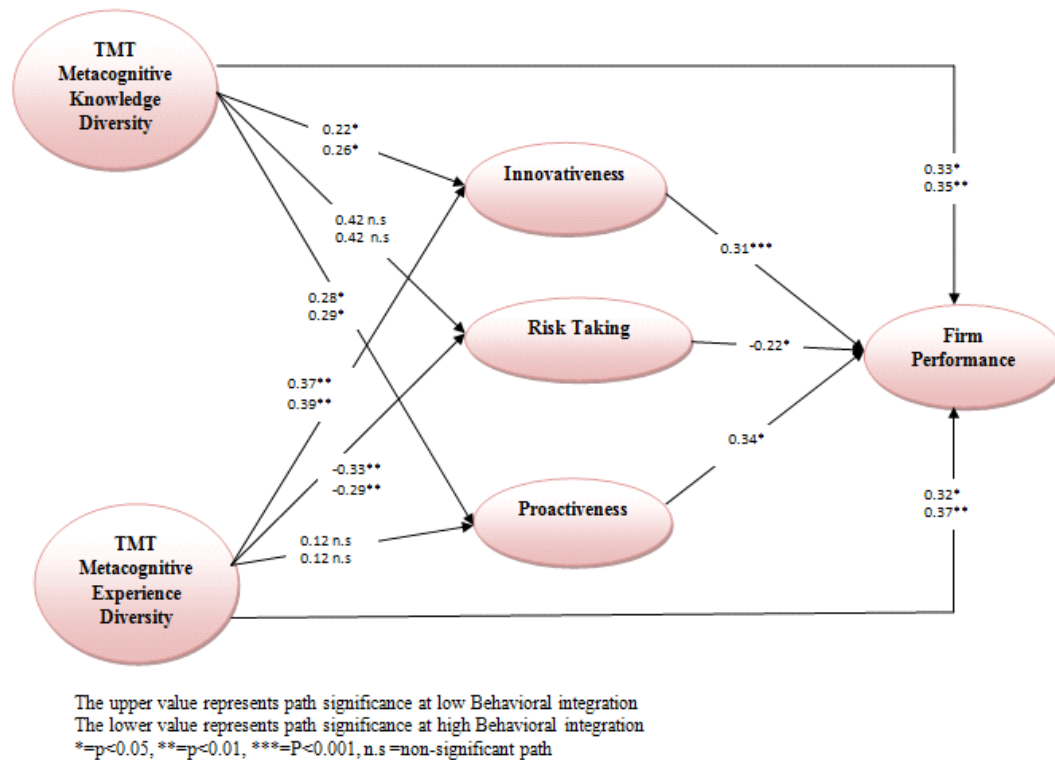 TMT
Metacognitive
Knowledge
Diversity
0.22*
0.26*
Innovativeness
0.33*
0.35**
0.42 n.s
0.42 n.s
0.31***
0.28*
0.29*
Risk Taking
-0.22*
Firm
Performance
0.37**
0.39**
0.34*
-0.33**
-0.29**
Proactiveness
0.32*
0.37**
TMT
Metacognitive
Experience
Diversity
0.12 n.s
0.12 n.s
The upper value represents path significance at low Behavioral integration
The lower value represents path significance at high Behavioral integration
*=p<0.05, **=p<0.01, ***=P<0.001, n.s =non-significant path